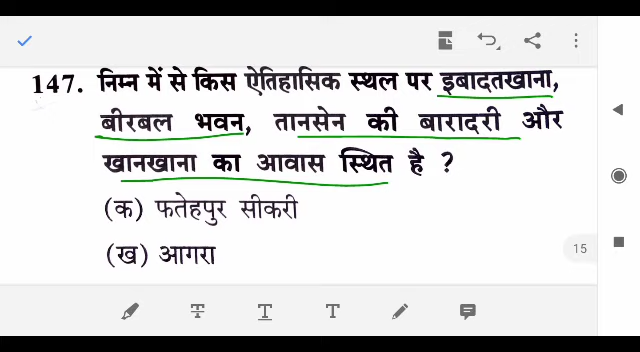 147. निम्न में से किस ऐतिहासिक स्थल पर इबादतखाना,
बीरबल भवन, तानसेन की बारादरी और
खानखाना का आवास स्थित है ?
(क) फतेहपुर सीकरी
(ख) आगरा
15